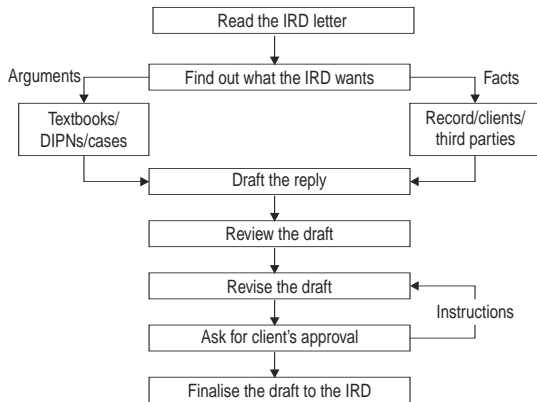 Read the IRD letter
Find out what the IRD wants
Arguments
Facts
Textbooks/
DIPNs/cases
Record/clients/
third parties
Draft the reply
Review the draft
Revise the draft
Instructions
Ask for client's approval
Finalise the draft to the IRD